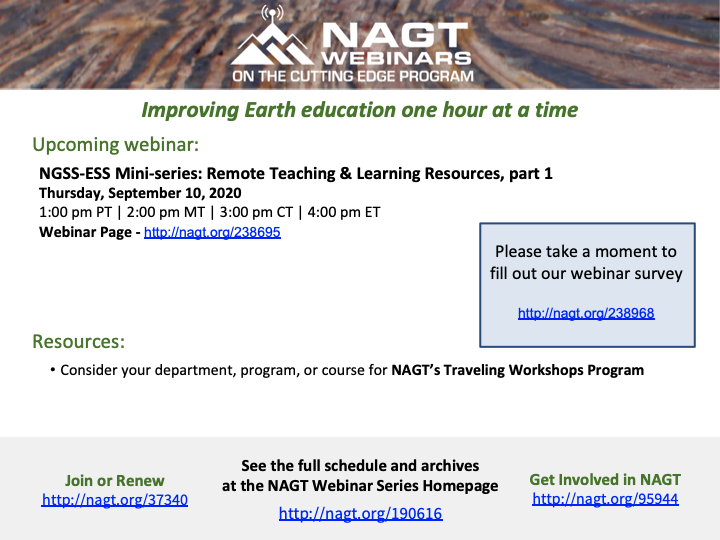 NAGT
WEBINARS
ON THE CUTTING EDGE PROGRAM
Improving Earth education one hour at a time
Upcoming webinar:
NGSS-ESS Mini-series: Remote Teaching & Learning Resources, part 1
Thursday, September 10, 2020
1:00 pm PT | 2:00 pm MT | 3:00 pm CT | 4:00 pm ET
Webinar Page - http://nagt.org/238695
Please take a moment to
fill out our webinar survey
http://nagt.org/238968
Resources:
• Consider your department, program, or course for NAGT's Traveling Workshops Program
Join or Renew
http://nagt.org/37340
See the full schedule and archives
at the NAGT Webinar Series Homepage
http://nagt.org/190616
Get Involved in NAGT
http://nagt.org/95944